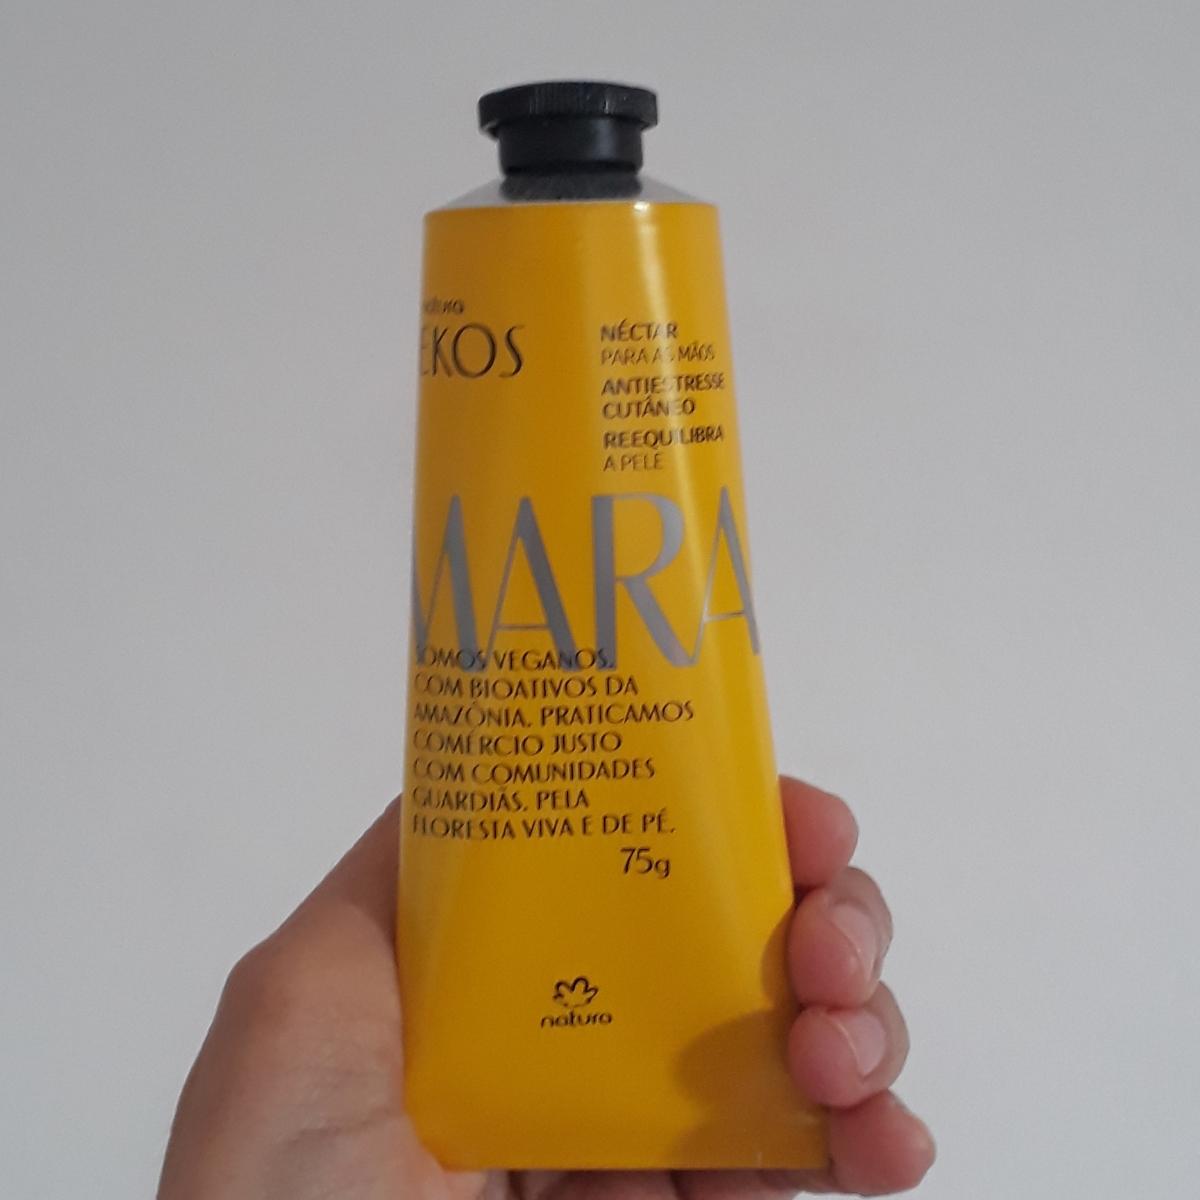 natura
EKOS
NÉCTAR
PARA AS MÃOS
ANTIESTRESSE
CUTÂNEO
REEQUILIBRA
A PELE
MARA
SOMOS VEGANOS.
COM BIOATIVOS DA
AMAZÔNIA. PRATICAMOS
COMÉRCIO JUSTO
COM COMUNIDADES
GUARDIÃS. PELA
FLORESTA VIVA E DE PÉ.
75g
natura